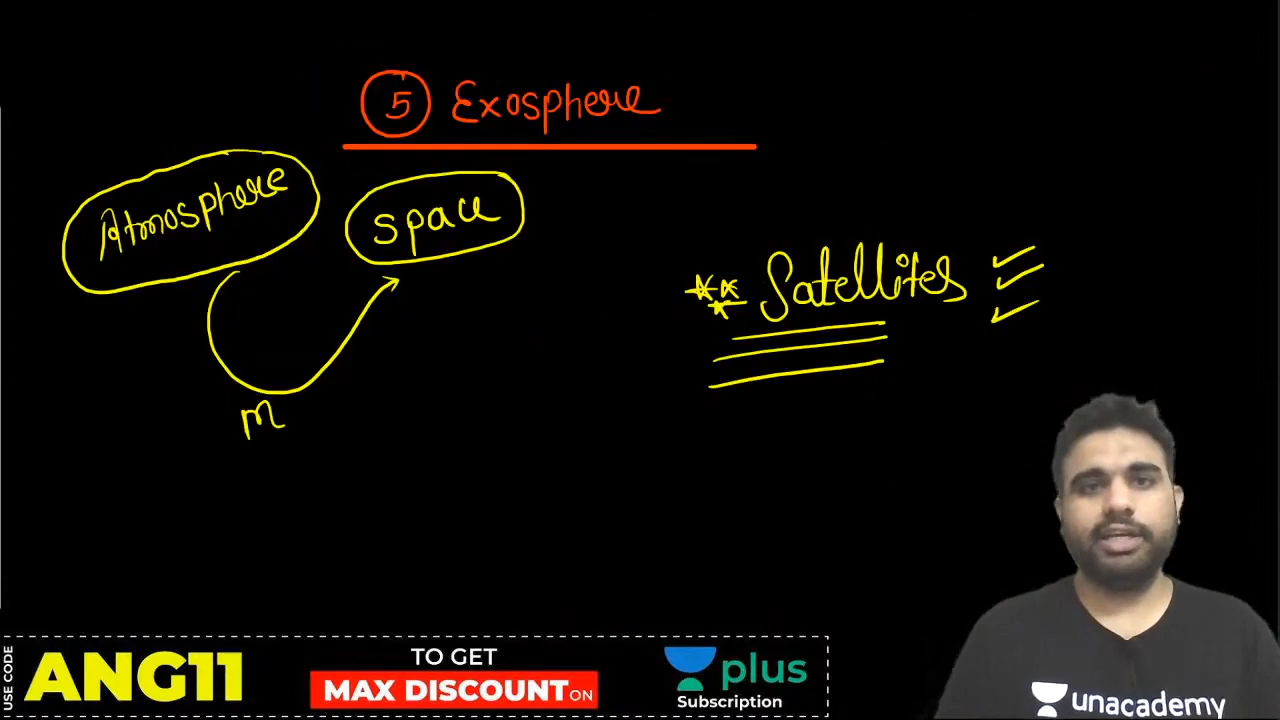 5 Exosphere
Atmosphere
space
Satellites
m
USE CODE
ANG11
TO GET
MAX DISCOUNT ON
plus
Subscription
unacademy